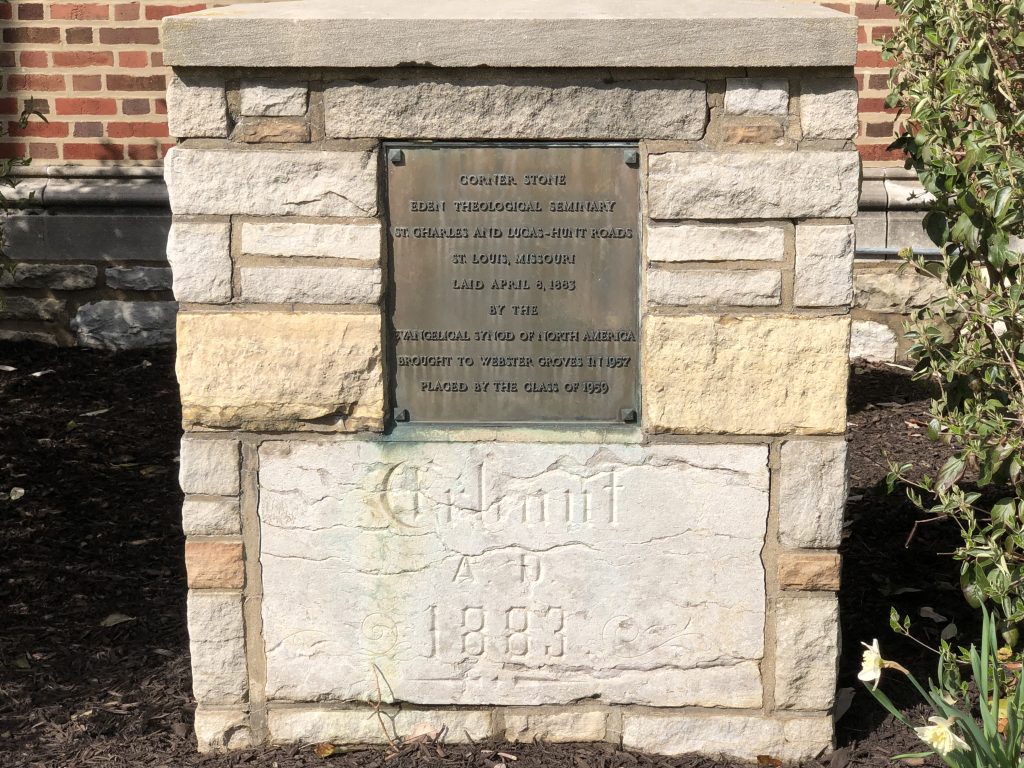 CORNER STONE
EDEN THEOLOGICAL SEMINARY
ST. CHARLES AND LUCAS-HUNT ROADS
ST. LOUIS, MISSOURI
LAID APRIL 8, 1883
BY THE
EVANGELICAL SYNOD OF NORTH AMERICA
BROUGHT TO WEBSTER GROVES IN 1957
PLACED BY THE CLASS OF 1959
Erbaut
A. D.
1883.